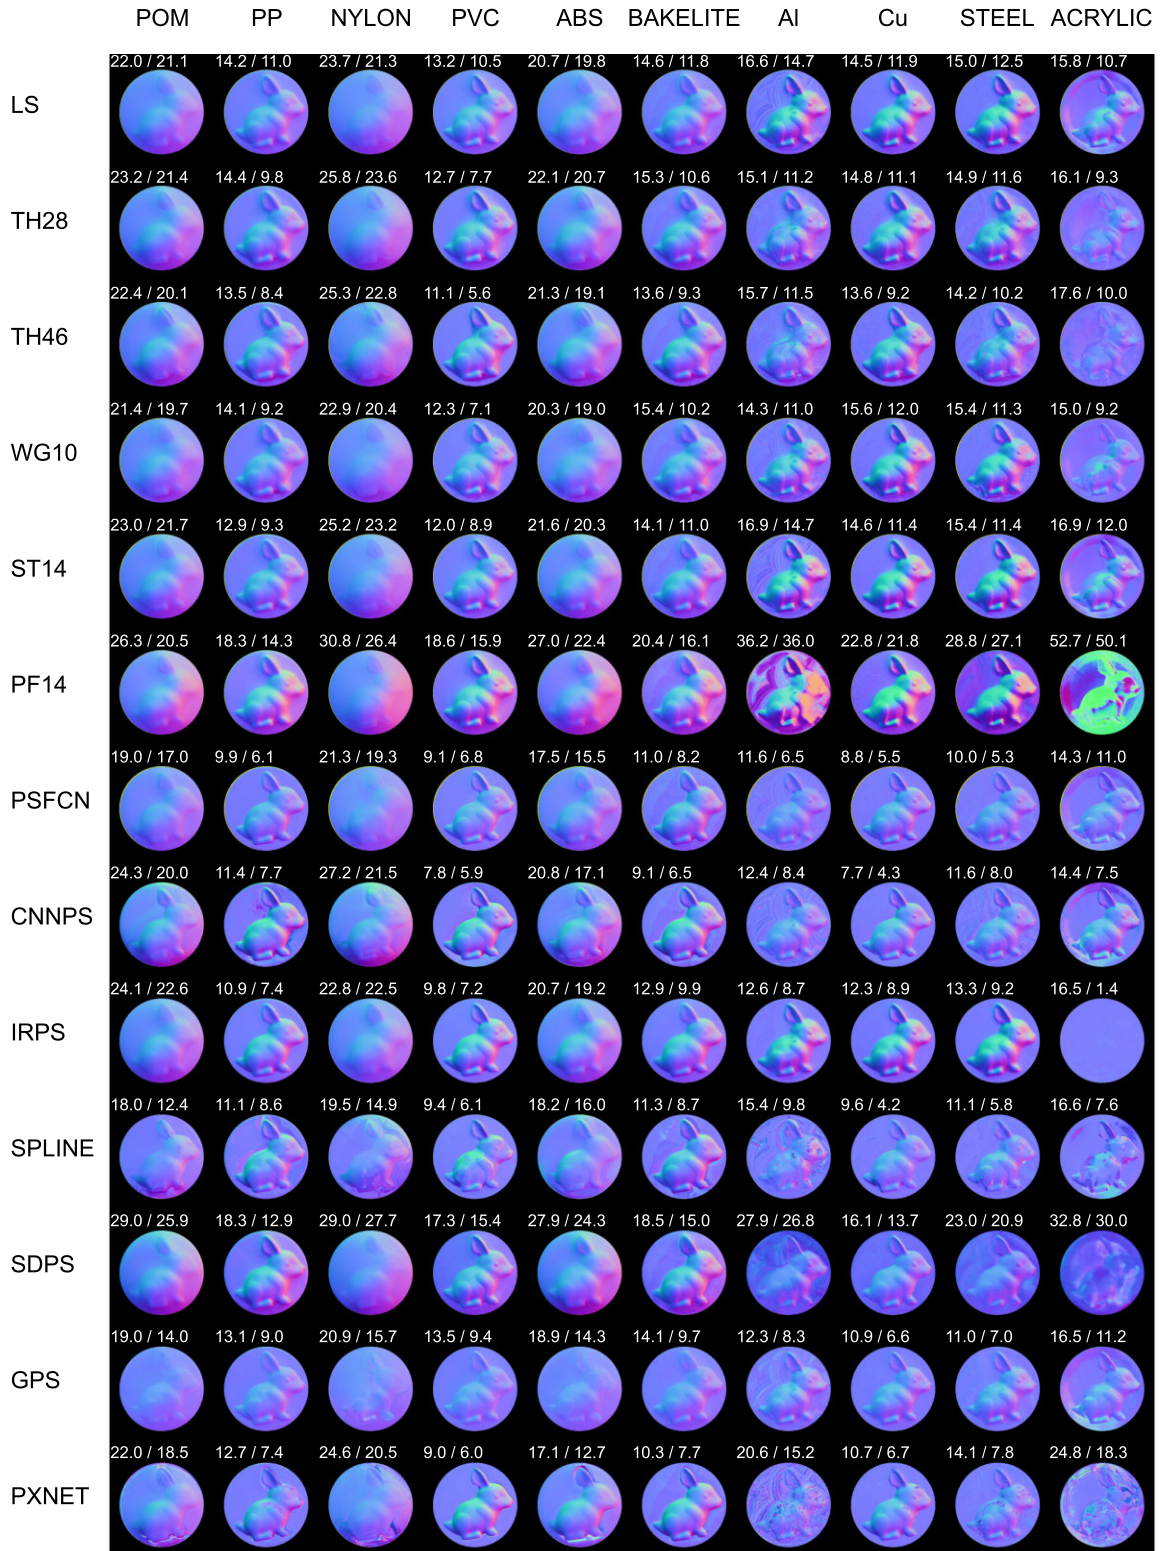 POM PP NYLON PVC ABS BAKELITE Al Cu STEEL ACRYLIC
22.0 / 21.1 14.2 / 11.0 23.7 / 21.3 13.2 / 10.5 20.7 / 19.8 14.6 / 11.8 16.6 / 14.7 14.5 / 11.9 15.0 / 12.5 15.8 / 10.7
LS
23.2 / 21.4 14.4 / 9.8 25.8 / 23.6 12.7 / 7.7 22.1 / 20.7 15.3 / 10.6 15.1 / 11.2 14.8 / 11.1 14.9 / 11.6 16.1 / 9.3
TH28
22.4 / 20.1 13.5 / 8.4 25.3 / 22.8 11.1 / 5.6 21.3 / 19.1 13.6 / 9.3 15.7 / 11.5 13.6 / 9.2 14.2 / 10.2 17.6 / 10.0
TH46
21.4 / 19.7 14.1 / 9.2 22.9 / 20.4 12.3 / 7.1 20.3 / 19.0 15.4 / 10.2 14.3 / 11.0 15.6 / 12.0 15.4 / 11.3 15.0 / 9.2
WG10
23.0 / 21.7 12.9 / 9.3 25.2 / 23.2 12.0 / 8.9 21.6 / 20.3 14.1 / 11.0 16.9 / 14.7 14.6 / 11.4 15.4 / 11.4 16.9 / 12.0
ST14
26.3 / 20.5 18.3 / 14.3 30.8 / 26.4 18.6 / 15.9 27.0 / 22.4 20.4 / 16.1 36.2 / 36.0 22.8 / 21.8 28.8 / 27.1 52.7 / 50.1
PF14
19.0 / 17.0 9.9 / 6.1 21.3 / 19.3 9.1 / 6.8 17.5 / 15.5 11.0 / 8.2 11.6 / 6.5 8.8 / 5.5 10.0 / 5.3 14.3 / 11.0
PSFCN
24.3 / 20.0 11.4 / 7.7 27.2 / 21.5 7.8 / 5.9 20.8 / 17.1 9.1 / 6.5 12.4 / 8.4 7.7 / 4.3 11.6 / 8.0 14.4 / 7.5
CNNPS
24.1 / 22.6 10.9 / 7.4 22.8 / 22.5 9.8 / 7.2 20.7 / 19.2 12.9 / 9.9 12.6 / 8.7 12.3 / 8.9 13.3 / 9.2 16.5 / 1.4
IRPS
18.0 / 12.4 11.1 / 8.6 19.5 / 14.9 9.4 / 6.1 18.2 / 16.0 11.3 / 8.7 15.4 / 9.8 9.6 / 4.2 11.1 / 5.8 16.6 / 7.6
SPLINE
29.0 / 25.9 18.3 / 12.9 29.0 / 27.7 17.3 / 15.4 27.9 / 24.3 18.5 / 15.0 27.9 / 26.8 16.1 / 13.7 23.0 / 20.9 32.8 / 30.0
SDPS
19.0 / 14.0 13.1 / 9.0 20.9 / 15.7 13.5 / 9.4 18.9 / 14.3 14.1 / 9.7 12.3 / 8.3 10.9 / 6.6 11.0 / 7.0 16.5 / 11.2
GPS
22.0 / 18.5 12.7 / 7.4 24.6 / 20.5 9.0 / 6.0 17.1 / 12.7 10.3 / 7.7 20.6 / 15.2 10.7 / 6.7 14.1 / 7.8 24.8 / 18.3
PXNET